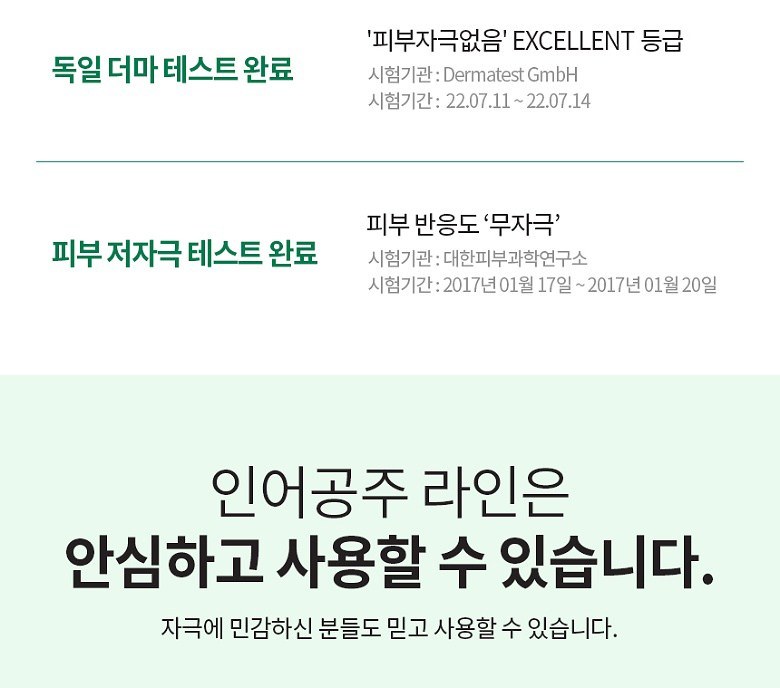 독일 더마 테스트 완료
'피부자극없음' EXCELLENT 등급
시험기관 : Dermatest GmbH
시험기간 : 22.07.11 ~ 22.07.14
피부 저자극 테스트 완료
피부 반응도 ‘무자극’
시험기관 : 대한피부과학연구소
시험기간 : 2017년 01월 17일 ~ 2017년 01월 20일
인어공주 라인은
안심하고 사용할 수 있습니다.
자극에 민감하신 분들도 믿고 사용할 수 있습니다.